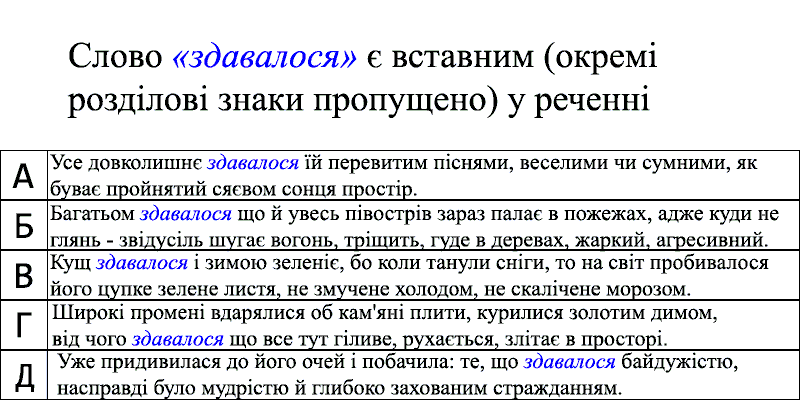 Слово «здавалося» є вставним (окремі
розділові знаки пропущено) у реченні
А
Усе довколишнє здавалося їй перевитим піснями, веселими чи сумними, як
буває пройнятий сяєвом сонця простір.
Б
Багатьом здавалося що й увесь півострів зараз палає в пожежах, адже куди не
глянь - звідусіль шугає вогонь, тріщить, гуде в деревах, жаркий, агресивний.
В
Кущ здавалося і зимою зеленіє, бо коли танули сніги, то на світ пробивалося
його цупке зелене листя, не змучене холодом, не скалічене морозом.
Г
Широкі промені вдарялися об кам'яні плити, курилися золотим димом,
від чого здавалося що все тут гіливе, рухається, злітає в просторі.
Д
Уже придивилася до його очей і побачила: те, що здавалося байдужістю,
насправді було мудрістю й глибоко захованим стражданням.